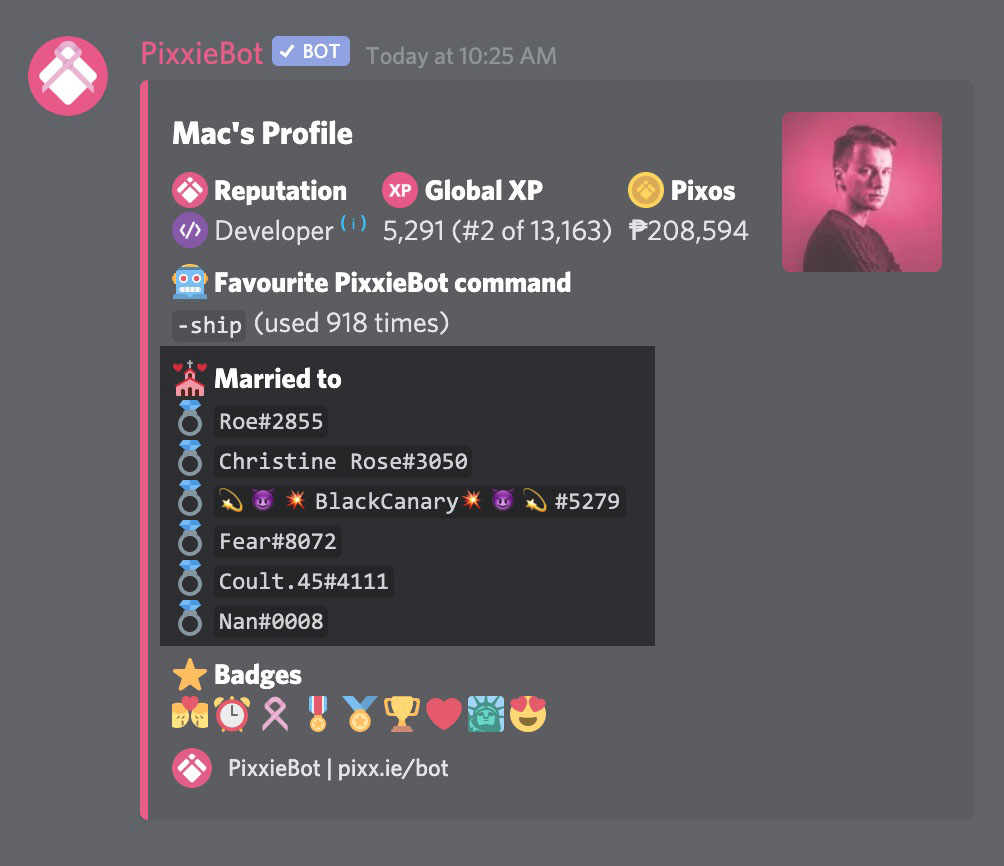 PixxieBot ✓ BOT Today at 10:25 AM
Mac's Profile
Reputation XP Global XP Pixos
</> Developer (i) 5,291 (#2 of 13,163) ₱208,594
Favourite PixxieBot command
-ship (used 918 times)
Married to
Roe#2855
Christine Rose#3050
💫 😈 💥 BlackCanary💥 😈 💫 #5279
Fear#8072
Coult.45#4111
Nan#0008
Badges
PixxieBot | pixx.ie/bot